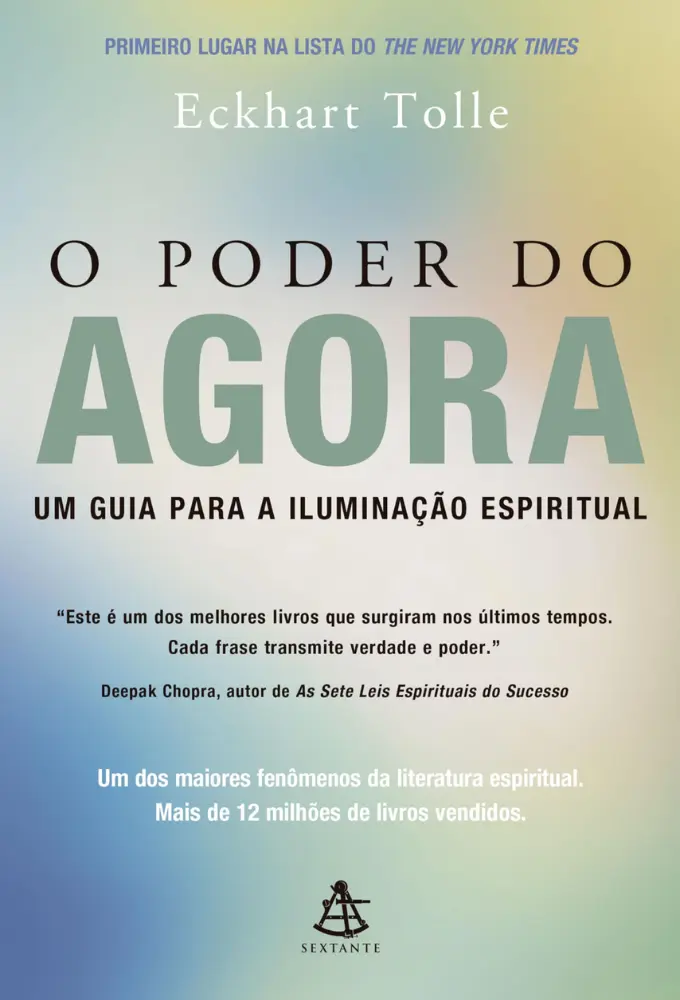 PRIMEIRO LUGAR NA LISTA DO THE NEW YORK TIMES
Eckhart Tolle
O PODER DO
AGORA
UM GUIA PARA A ILUMINAÇÃO ESPIRITUAL
“Este é um dos melhores livros que surgiram nos últimos tempos.
Cada frase transmite verdade e poder.”
Deepak Chopra, autor de As Sete Leis Espirituais do Sucesso
Um dos maiores fenômenos da literatura espiritual.
Mais de 12 milhões de livros vendidos.
SEXTANTE